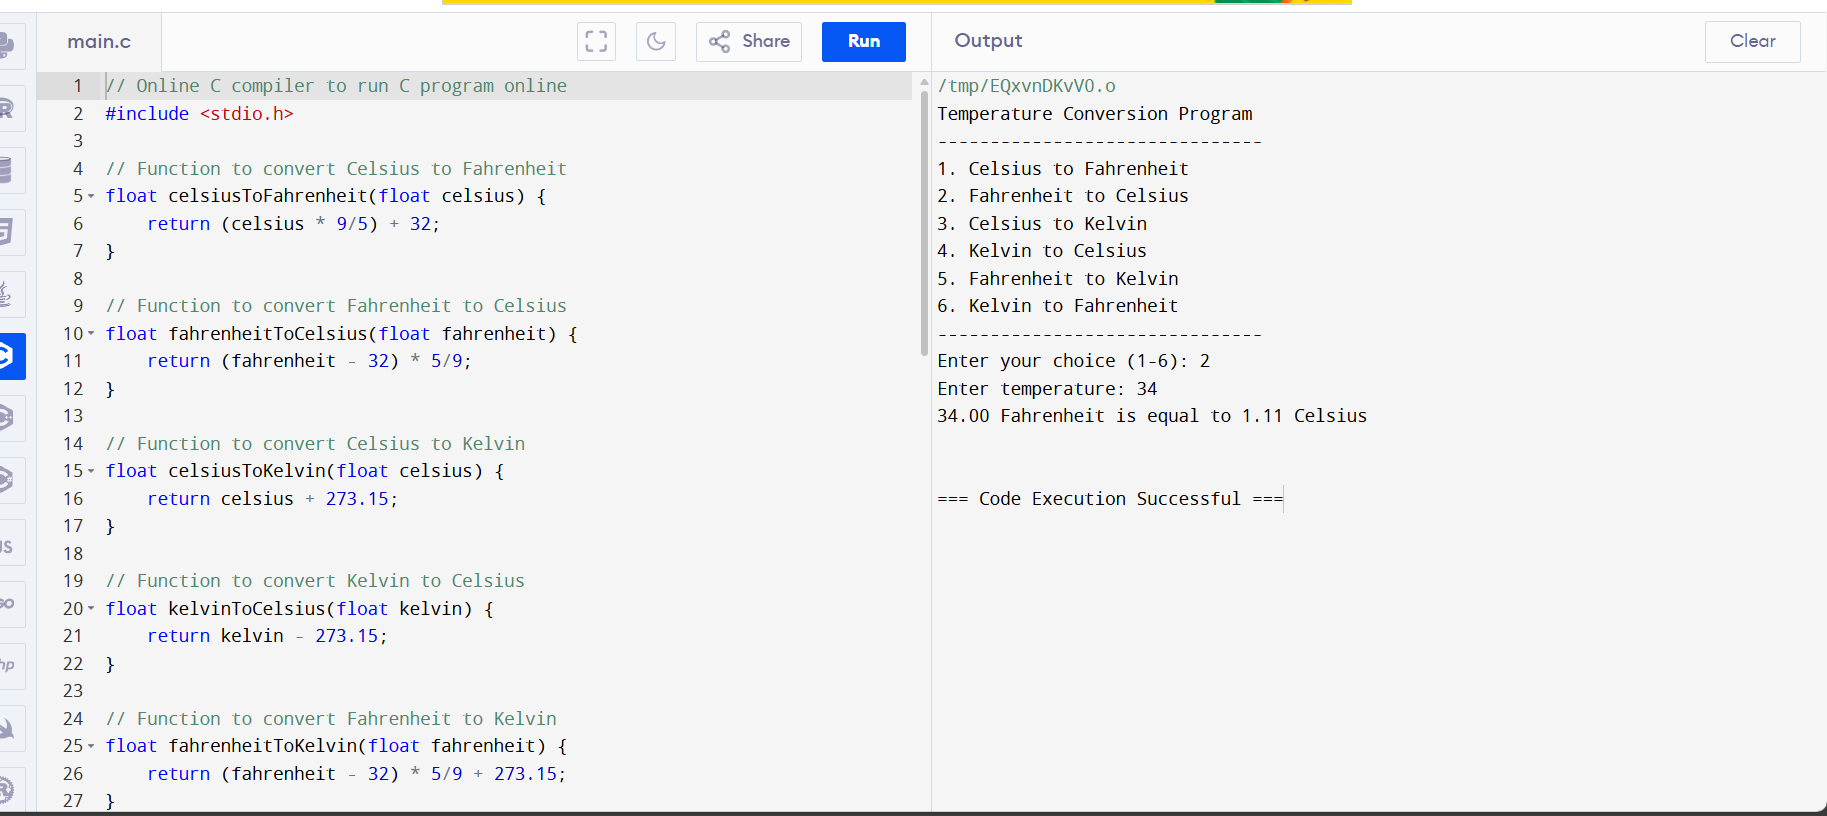 main.c
Share
Run
Output
Clear
1 // Online C compiler to run C program online
2 #include <stdio.h>
3
4 // Function to convert Celsius to Fahrenheit
5 float celsiusToFahrenheit(float celsius) {
6     return (celsius * 9/5) + 32;
7 }
8
9 // Function to convert Fahrenheit to Celsius
10 float fahrenheitToCelsius(float fahrenheit) {
11     return (fahrenheit - 32) * 5/9;
12 }
13
14 // Function to convert Celsius to Kelvin
15 float celsiusToKelvin(float celsius) {
16     return celsius + 273.15;
17 }
18
19 // Function to convert Kelvin to Celsius
20 float kelvinToCelsius(float kelvin) {
21     return kelvin - 273.15;
22 }
23
24 // Function to convert Fahrenheit to Kelvin
25 float fahrenheitToKelvin(float fahrenheit) {
26     return (fahrenheit - 32) * 5/9 + 273.15;
27 }
/tmp/EQxvnDKvVO.o
Temperature Conversion Program
-------------------------------
1. Celsius to Fahrenheit
2. Fahrenheit to Celsius
3. Celsius to Kelvin
4. Kelvin to Celsius
5. Fahrenheit to Kelvin
6. Kelvin to Fahrenheit
-------------------------------
Enter your choice (1-6): 2
Enter temperature: 34
34.00 Fahrenheit is equal to 1.11 Celsius
=== Code Execution Successful ===